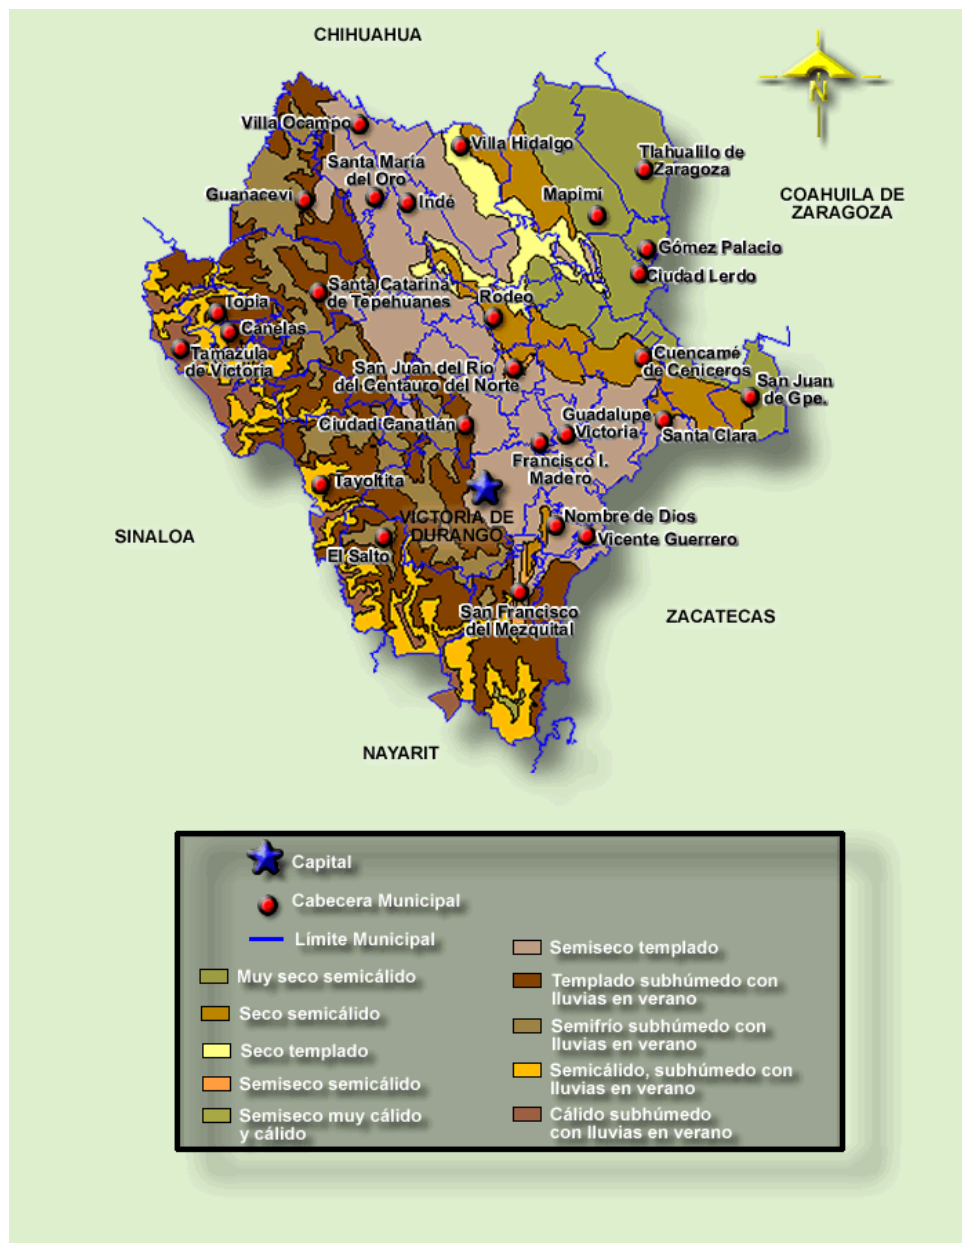 CHIHUAHUA
N
Villa Ocampo
Villa Hidalgo
Santa María
del Oro
Tlahualilo de
Zaragoza
Guanaceví
Indé
Mapimí
COAHUILA DE
ZARAGOZA
Gómez Palacio
Ciudad Lerdo
Santa Catarina
de Tepehuanes
Rodeo
Topia
Canelas
Tamazula
de Victoria
San Juan del Rio
del Centauro del Norte
Cuencamé
de Ceniceros
San Juan
de Gpe.
Ciudad Canatlán
Guadalupe
Victoria
Santa Clara
Francisco I.
Madero
Tayoltita
VICTORIA DE
DURANGO
Nombre de Dios
Vicente Guerrero
SINALOA
El Salto
San Francisco
del Mezquital
ZACATECAS
NAYARIT
Capital
Cabecera Municipal
Límite Municipal
Muy seco semicálido
Seco semicálido
Seco templado
Semiseco semicálido
Semiseco muy cálido
y cálido
Semiseco templado
Templado subhúmedo con
lluvias en verano
Semifrío subhúmedo con
lluvias en verano
Semicálido, subhúmedo con
lluvias en verano
Cálido subhúmedo
con lluvias en verano